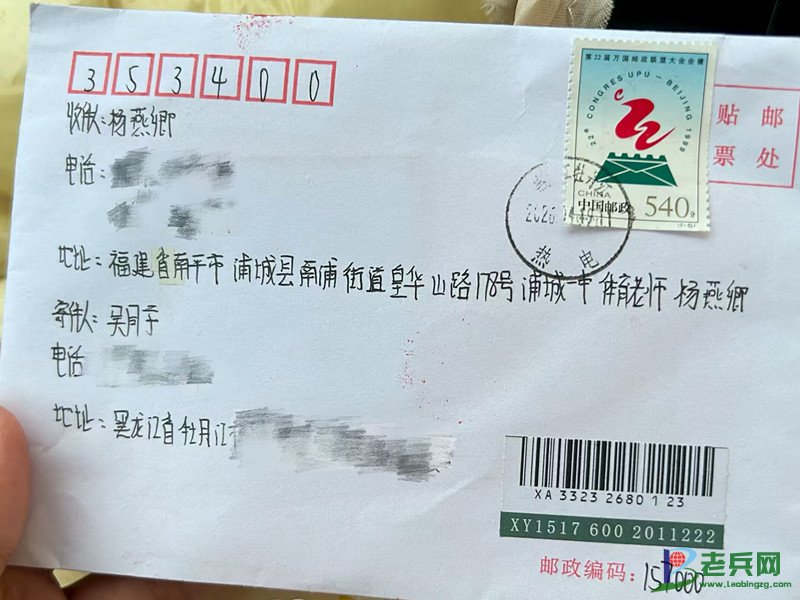 353400
收件人:杨燕卿
电话:
地址:福建省南平市浦城县南浦街道皇华山路178号浦城一中体育老师杨燕卿
寄件人:吴同宇
电话
地址:黑龙江省牡丹江
第22届万国邮政联盟大会会徽
22e CONGRES UPU - BEIJING 1999
CHINA
中国邮政
540分
贴邮
票处
热电
XA 3323 2680 1 23
XY1517 600 2011222
邮政编码:157000
老兵网
www.laobingzg.com